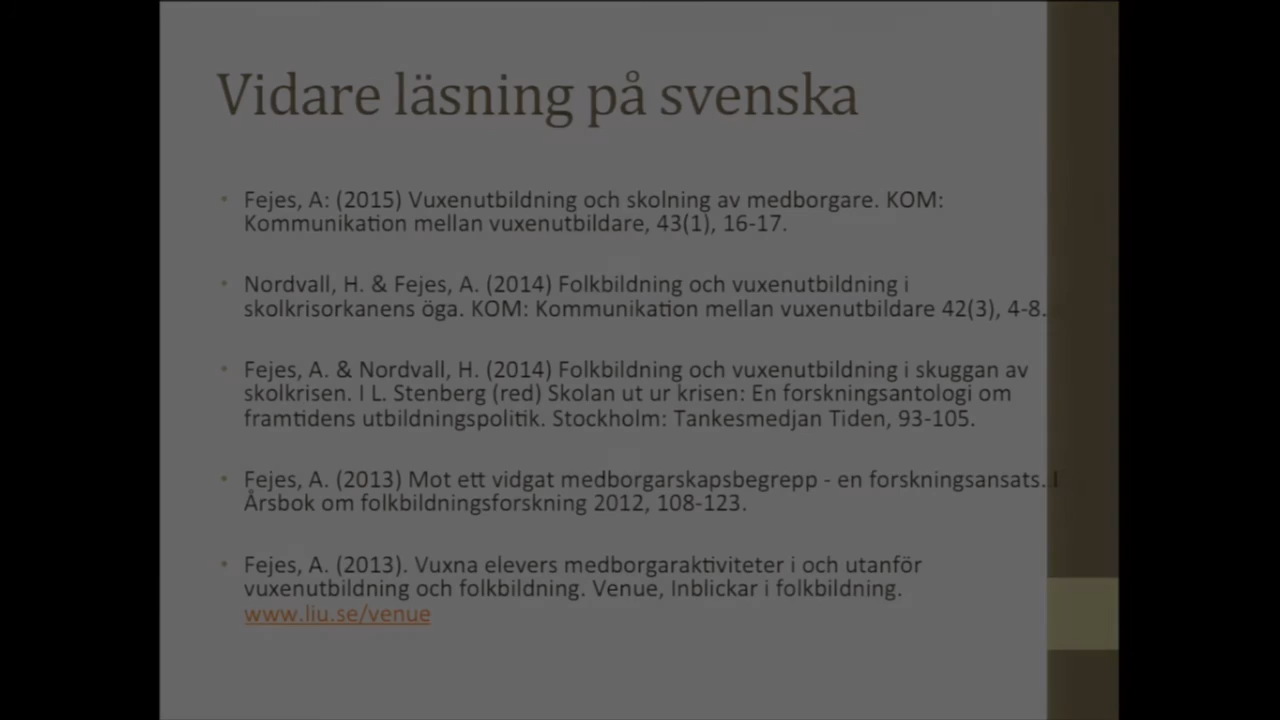 Vidare läsning på svenska
• Fejes, A: (2015) Vuxenutbildning och skolning av medborgare. KOM:
Kommunikation mellan vuxenutbildare, 43(1), 16-17.
• Nordvall, H. & Fejes, A. (2014) Folkbildning och vuxenutbildning i
skolkrisorkanens öga. KOM: Kommunikation mellan vuxenutbildare 42(3), 4-8.
• Fejes, A. & Nordvall, H. (2014) Folkbildning och vuxenutbildning i skuggan av
skolkrisen. I L. Stenberg (red) Skolan ut ur krisen: En forskningsantologi om
framtidens utbildningspolitik. Stockholm: Tankesmedjan Tiden, 93-105.
• Fejes, A. (2013) Mot ett vidgat medborgarskapsbegrepp - en forskningsansats. I
Årsbok om folkbildningsforskning 2012, 108-123.
• Fejes, A. (2013). Vuxna elevers medborgaraktiviteter i och utanför
vuxenutbildning och folkbildning. Venue, Inblickar i folkbildning.
www.liu.se/venue